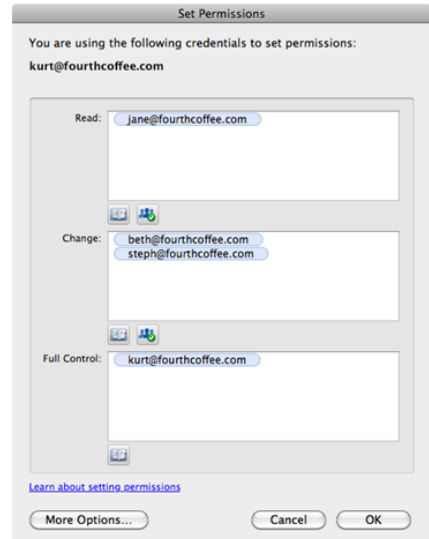 Set Permissions
You are using the following credentials to set permissions:
kurt@fourthcoffee.com
Read:
jane@fourthcoffee.com
Change:
beth@fourthcoffee.com
steph@fourthcoffee.com
Full Control:
kurt@fourthcoffee.com
Learn about setting permissions
More Options...
Cancel
OK